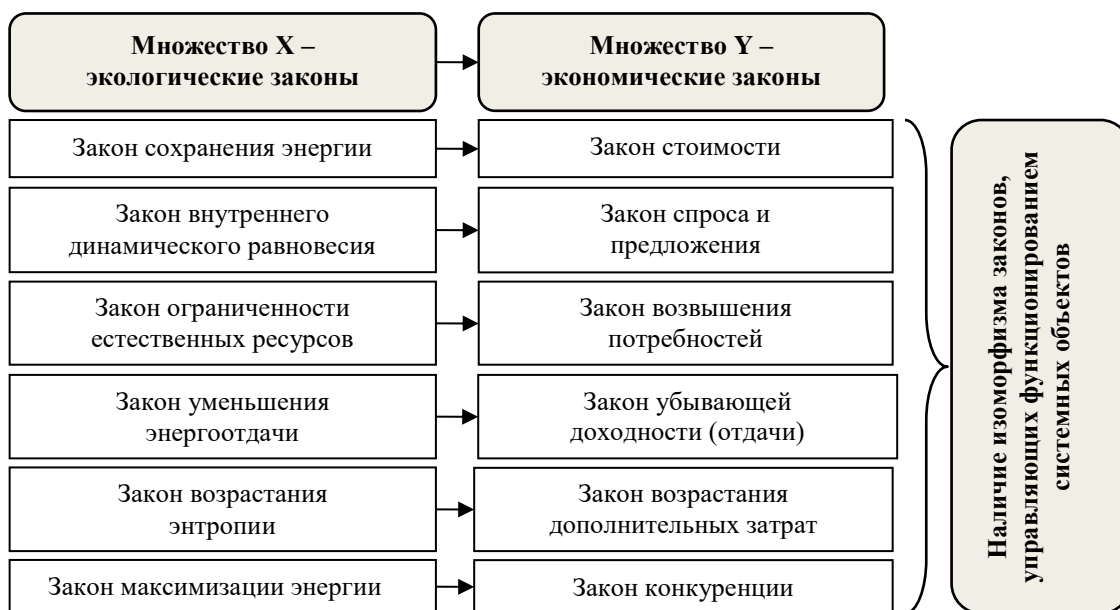 Множество X –
экологические законы
Множество Y –
экономические законы
Закон сохранения энергии
Закон стоимости
Закон внутреннего
динамического равновесия
Закон спроса и
предложения
Закон ограниченности
естественных ресурсов
Закон возвышения
потребностей
Закон уменьшения
энергоотдачи
Закон убывающей
доходности (отдачи)
Закон возрастания
энтропии
Закон возрастания
дополнительных затрат
Закон максимизации энергии
Закон конкуренции
Наличие изоморфизма законов,
управляющих функционированием
системных объектов